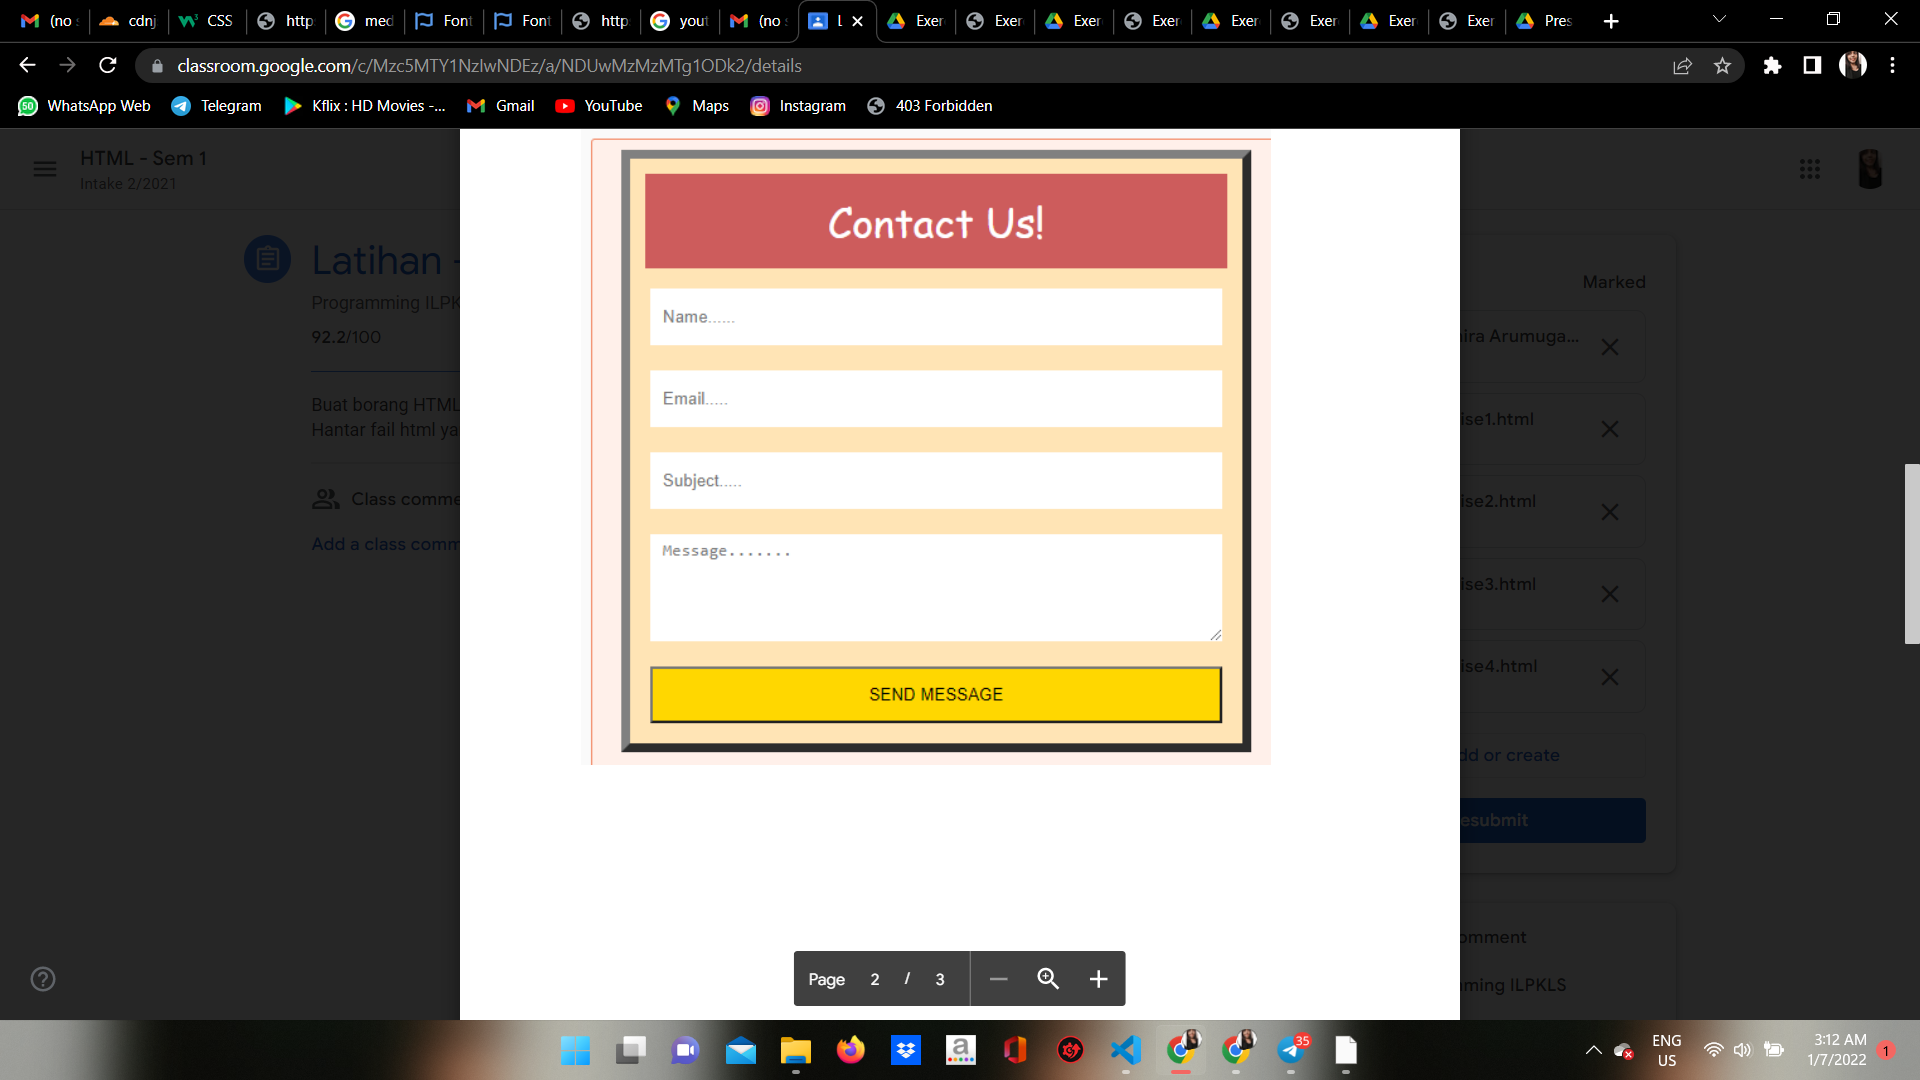 (no
cdnj
CSS
http
med
Font
Font
http
yout
(no
L
Exer
Exer
Exer
Exer
Exer
Exer
Exer
Exer
Pres
classroom.google.com/c/Mzc5MTY1NzIwNDEz/a/NDUwMzMzMTg1ODk2/details
WhatsApp Web
Telegram
Kflix : HD Movies -...
Gmail
YouTube
Maps
Instagram
403 Forbidden
HTML - Sem 1
Intake 2/2021
Latihan -
Programming ILPK
92.2/100
Buat borang HTML
Hantar fail html ya
Class comme
Add a class comm
Contact Us!
Name......
Email.....
Subject.....
Message.......
SEND MESSAGE
Marked
ira Arumuga...
ise1.html
ise2.html
ise3.html
ise4.html
dd or create
esubmit
omment
ming ILPKLS
Page 2 / 3
35
ENG
US
3:12 AM
1/7/2022
1